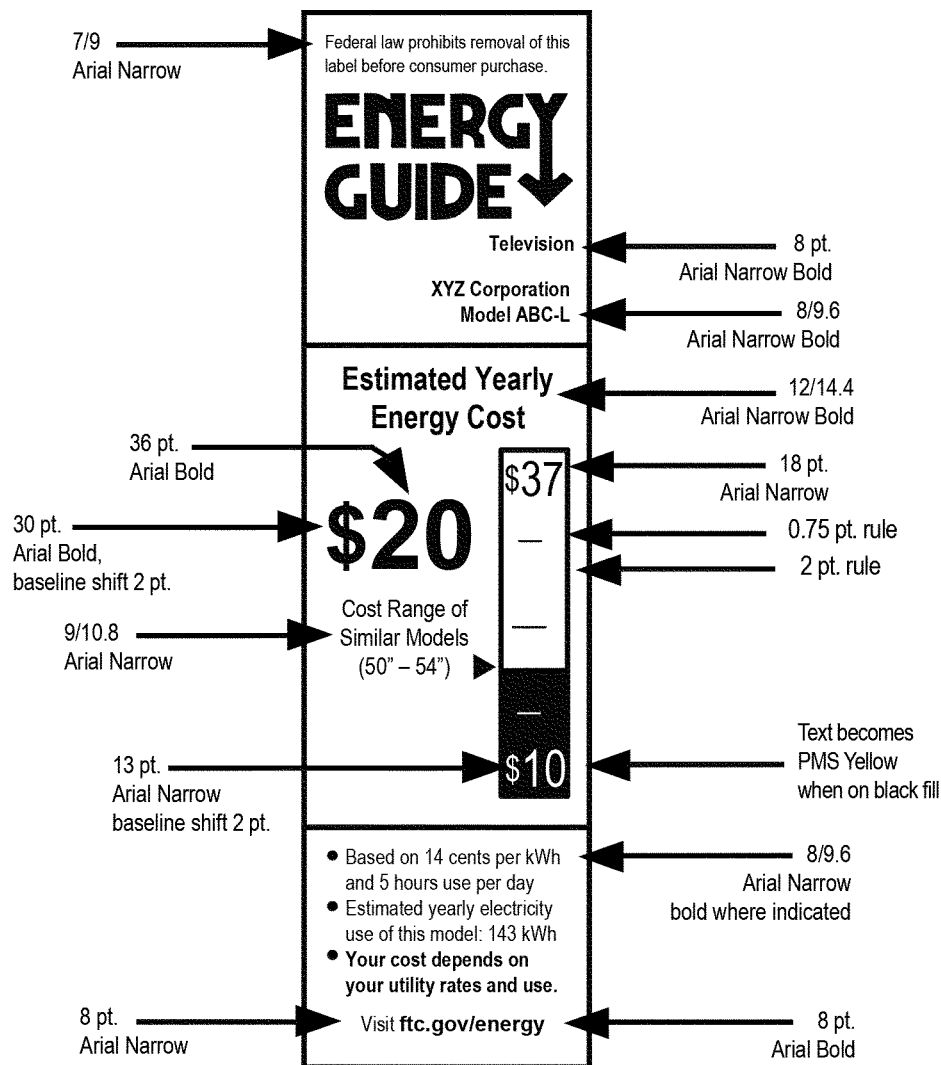 7/9
Arial Narrow
Federal law prohibits removal of this
label before consumer purchase.
ENERGY
GUIDE
Television
8 pt.
Arial Narrow Bold
XYZ Corporation
Model ABC-L
8/9.6
Arial Narrow Bold
Estimated Yearly
Energy Cost
12/14.4
Arial Narrow Bold
36 pt.
Arial Bold
$37
18 pt.
Arial Narrow
30 pt.
Arial Bold,
baseline shift 2 pt.
$20
0.75 pt. rule
2 pt. rule
9/10.8
Arial Narrow
Cost Range of
Similar Models
(50” – 54”)
13 pt.
Arial Narrow
baseline shift 2 pt.
$10
Text becomes
PMS Yellow
when on black fill
● Based on 14 cents per kWh
and 5 hours use per day
● Estimated yearly electricity
use of this model: 143 kWh
● Your cost depends on
your utility rates and use.
8/9.6
Arial Narrow
bold where indicated
8 pt.
Arial Narrow
Visit ftc.gov/energy
8 pt.
Arial Bold